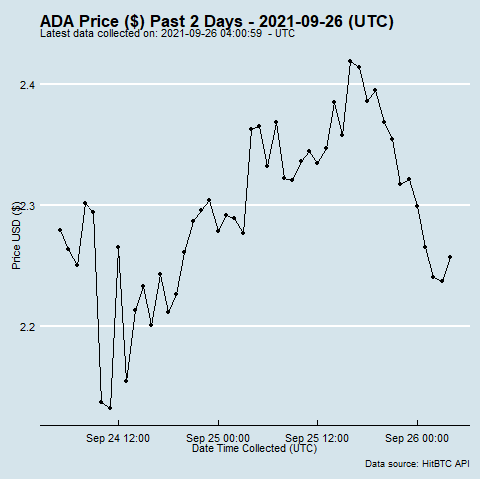 ADA Price ($) Past 2 Days - 2021-09-26 (UTC)
Latest data collected on: 2021-09-26 04:00:59 - UTC
2.4
2.3
2.2
Price USD ($)
Sep 24 12:00
Sep 25 00:00
Sep 25 12:00
Sep 26 00:00
Date Time Collected (UTC)
Data source: HitBTC API